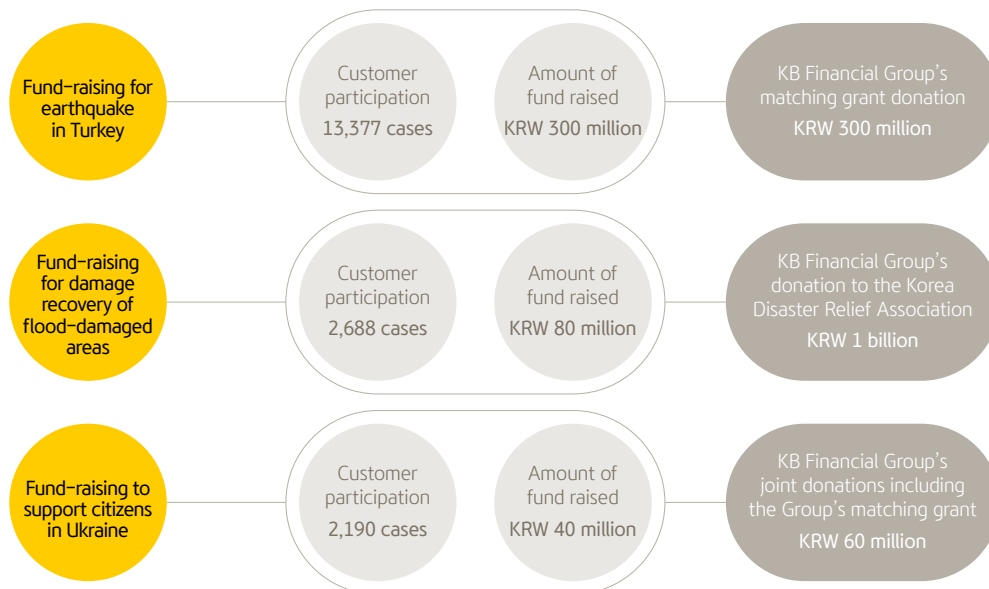 Fund-raising for
earthquake
in Turkey
Customer
participation
13,377 cases
Amount of
fund raised
KRW 300 million
KB Financial Group's
matching grant donation
KRW 300 million
Fund-raising
for damage
recovery of
flood-damaged
areas
Customer
participation
2,688 cases
Amount of
fund raised
KRW 80 million
KB Financial Group's
donation to the Korea
Disaster Relief Association
KRW 1 billion
Fund-raising to
support citizens
in Ukraine
Customer
participation
2,190 cases
Amount of
fund raised
KRW 40 million
KB Financial Group's
joint donations including
the Group's matching grant
KRW 60 million